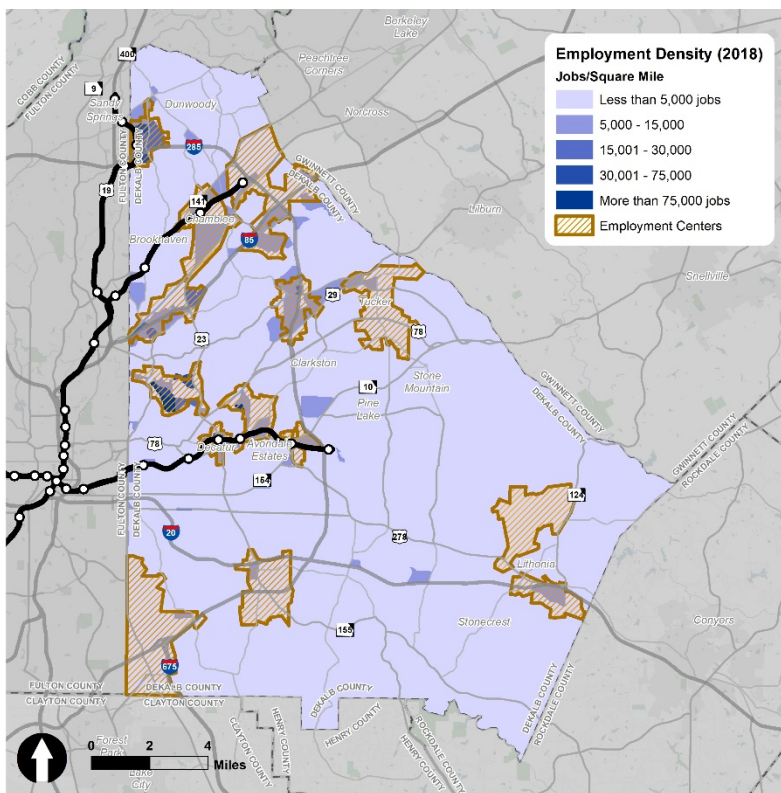 Employment Density (2018)
Jobs/Square Mile
Less than 5,000 jobs
5,000 - 15,000
15,001 - 30,000
30,001 - 75,000
More than 75,000 jobs
Employment Centers
Berkeley
Lake
400
Peachtree
Corners
COBB COUNTY
FULTON COUNTY
9
Sandy
Springs
Dunwoody
Norcross
285
FULTON COUNTY
DEKALB COUNTY
GWINNETT COUNTY
DEKALB COUNTY
19
141
Chamblee
Lilburn
Brookhaven
85
Snellville
29
Tucker
78
23
Clarkston
Stone
Mountain
10
Pine
Lake
GWINNETT COUNTY
DEKALB COUNTY
78
Decatur
Avondale
Estates
GWINNETT COUNTY
ROCKDALE COUNTY
154
FULTON COUNTY
DEKALB COUNTY
124
20
278
Lithonia
Conyers
155
Stonecrest
675
FULTON COUNTY
CLAYTON COUNTY
DEKALB COUNTY
CLAYTON COUNTY
DEKALB COUNTY
HENRY COUNTY
DEKALB COUNTY
ROCKDALE COUNTY
CLAYTON COUNTY
HENRY COUNTY
ROCKDALE COUNTY
HENRY COUNTY
Forest
Park
Lake
City
0 2 4
Miles